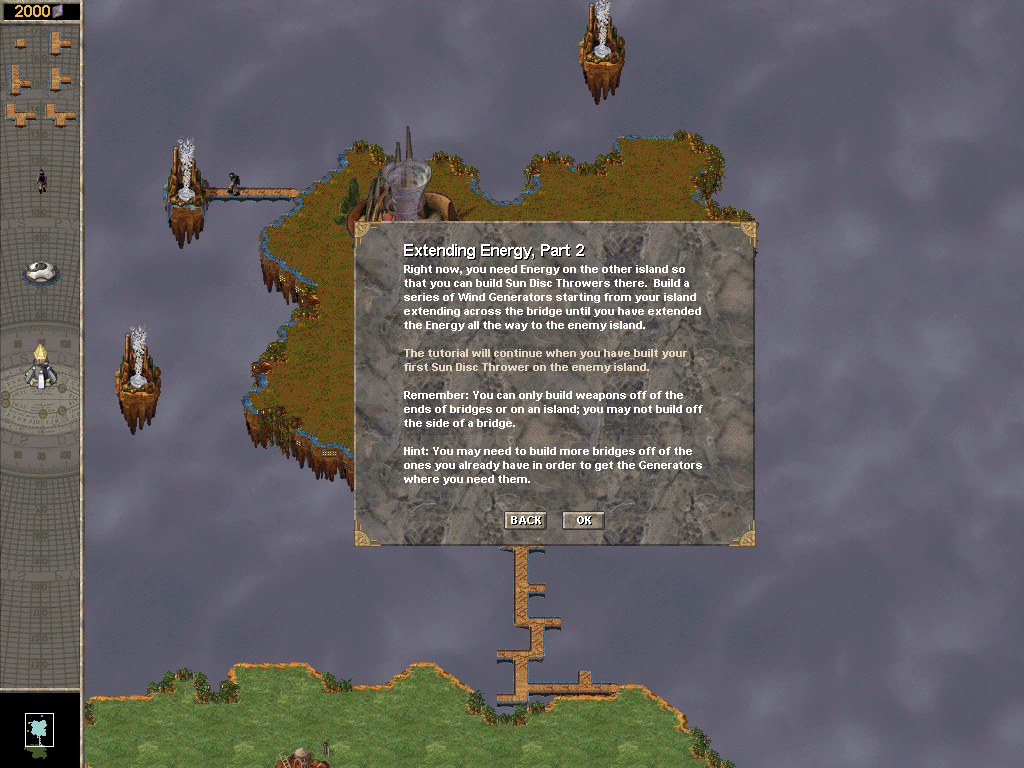 2000
Extending Energy, Part 2
Right now, you need Energy on the other island so
that you can build Sun Disc Throwers there. Build a
series of Wind Generators starting from your island
extending across the bridge until you have extended
the Energy all the way to the enemy island.
The tutorial will continue when you have built your
first Sun Disc Thrower on the enemy island.
Remember: You can only build weapons off of the
ends of bridges or on an island; you may not build off
the side of a bridge.
Hint: You may need to build more bridges off of the
ones you already have in order to get the Generators
where you need them.
BACK OK